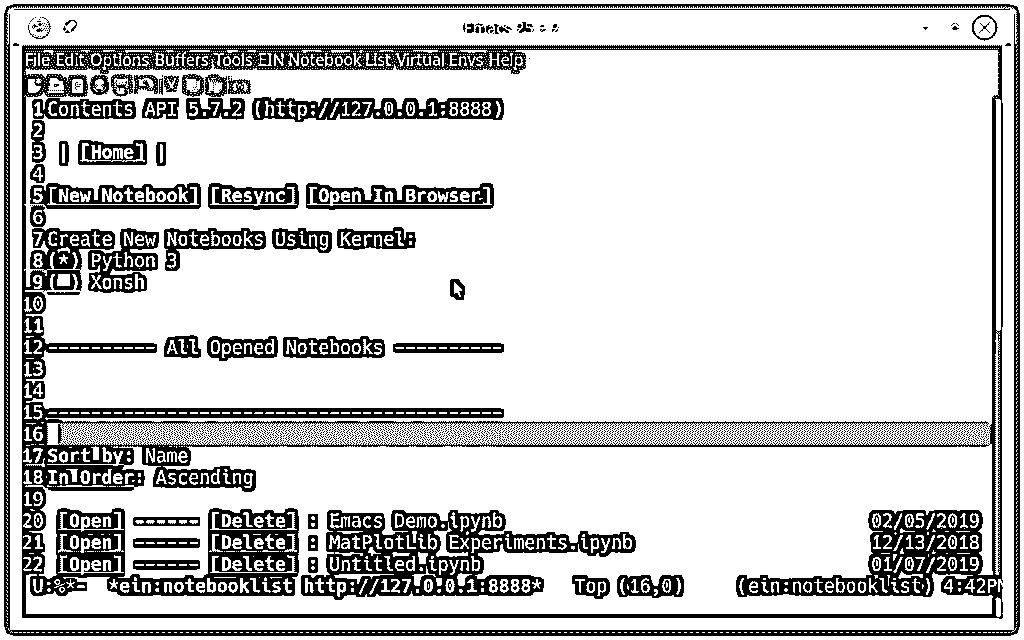 File Edit Options Buffers Tools EIN Notebook List Virtual Envs Help
1 Contents API 5.7.2 (http://127.0.0.1:8888)
2
3 | [Home] |
4
5 [New Notebook] [Resync] [Open In Browser]
6
7 Create New Notebooks Using Kernel:
8 (*) Python 3
9 ( ) Xonsh
10
11
12 ---------- All Opened Notebooks ----------
13
14
15 ------------------------------------------
16
17 Sort by: Name
18 In Order: Ascending
19
20 [Open] ------ [Delete] : Emacs Demo.ipynb 02/05/2019
21 [Open] ------ [Delete] : MatPlotLib Experiments.ipynb 12/13/2018
22 [Open] ------ [Delete] : Untitled.ipynb 01/07/2019
U:%*- *ein:notebooklist http://127.0.0.1:8888* Top (16,0) (ein:notebooklist) 4:42PM